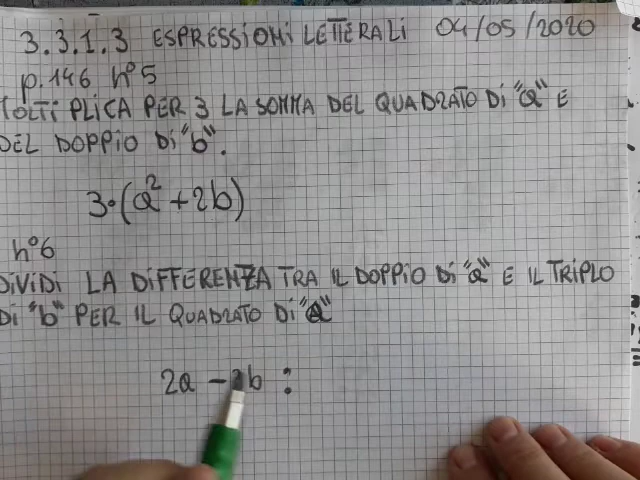 3.3.1.3 ESPRESSIONI LETTERALI 04/05/2020
p.146 n°5
MOLTIPLICA PER 3 LA SOMMA DEL QUADRATO Di "a" E
DEL DOPPIO Di "b".
3·(a²+2b)
n°6
DiViDi LA DiFFERENZA TRA IL DOPPIO Di "a" E IL TRIPLO
Di "b" PER IL QUADRATO Di "a"
2a - b :